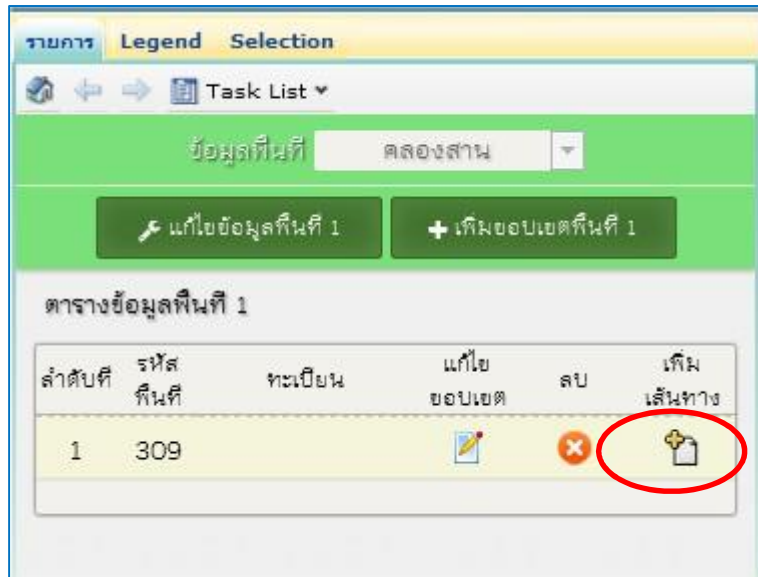 รายการ Legend Selection
Task List
ข้อมูลพื้นที่ คลองสาน
แก้ไขข้อมูลพื้นที่ 1 เพิ่มขอบเขตพื้นที่ 1
ตารางข้อมูลพื้นที่ 1
ลำดับที่ รหัสพื้นที่ ทะเบียน แก้ไขขอบเขต ลบ เพิ่มเส้นทาง
1 309